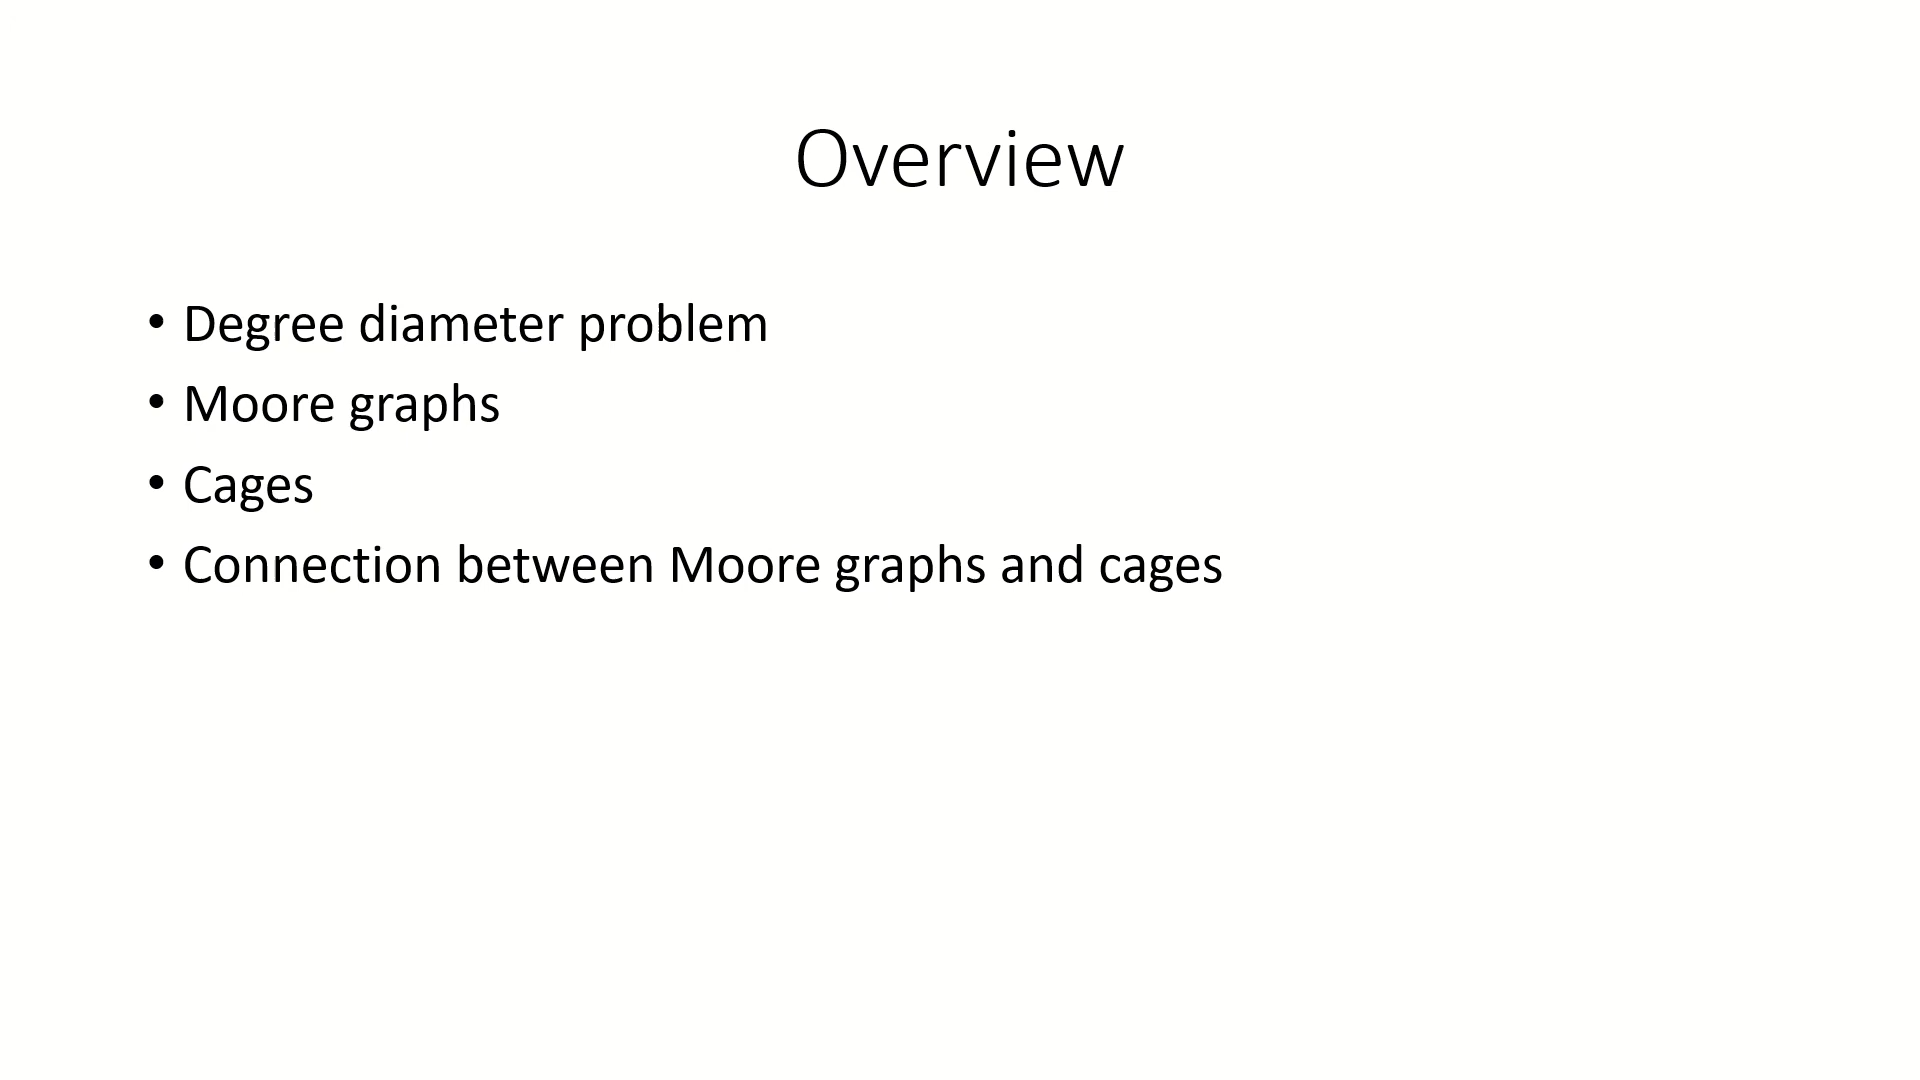 Overview
• Degree diameter problem
• Moore graphs
• Cages
• Connection between Moore graphs and cages